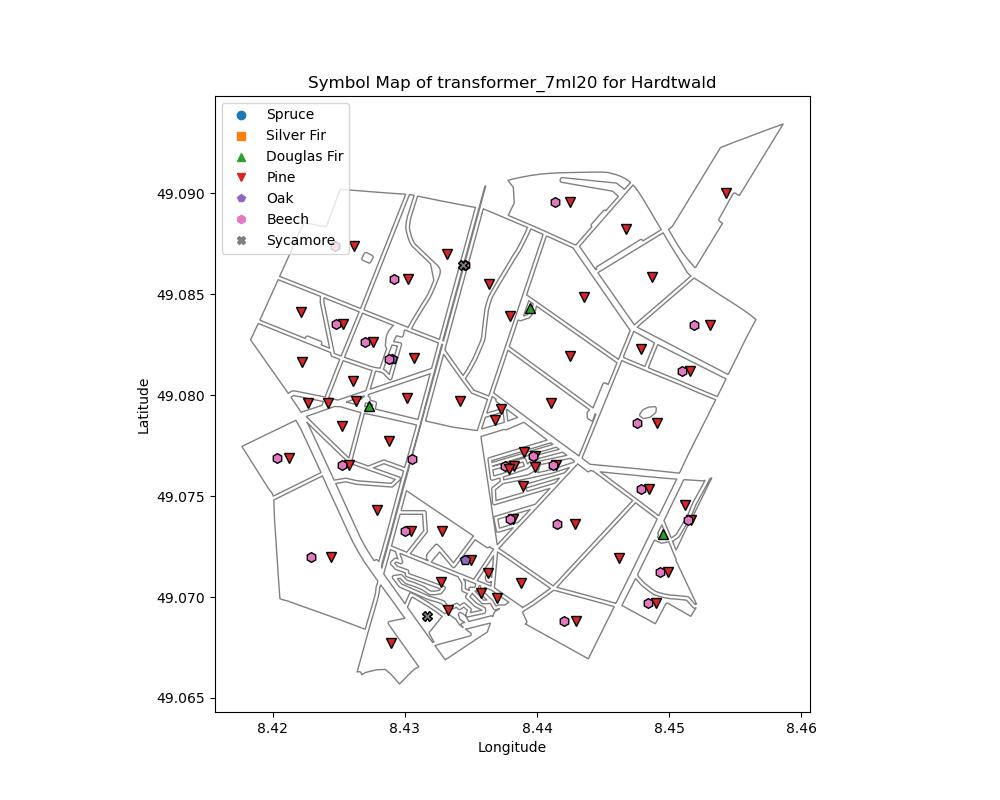 Symbol Map of transformer_7ml20 for Hardtwald
Spruce
Silver Fir
Douglas Fir
Pine
Oak
Beech
Sycamore
49.090
49.085
49.080
49.075
49.070
49.065
Latitude
8.42 8.43 8.44 8.45 8.46
Longitude